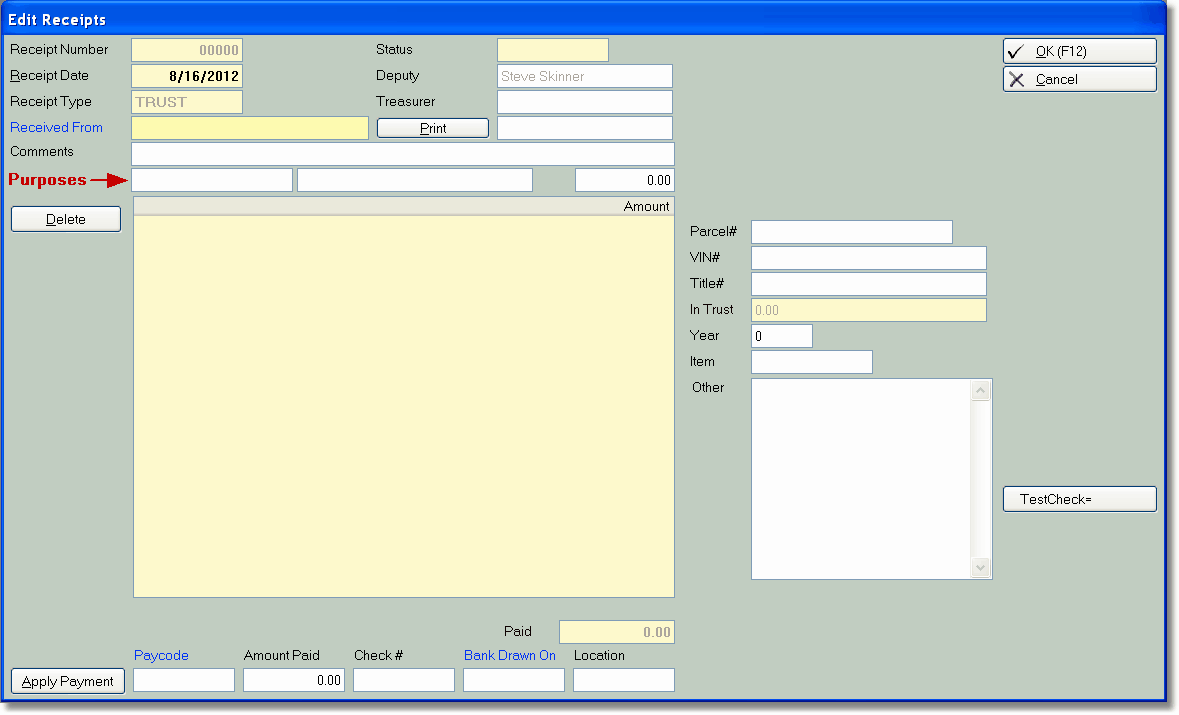 Edit Receipts
Receipt Number 00000 Status OK (F12)
Receipt Date 8/16/2012 Deputy Steve Skinner Cancel
Receipt Type TRUST Treasurer
Received From Print
Comments
Purposes 0.00
Delete Amount
Parcel#
VIN#
Title#
In Trust 0.00
Year 0
Item
Other
TestCheck=
Paid 0.00
Paycode Amount Paid Check # Bank Drawn On Location
Apply Payment 0.00